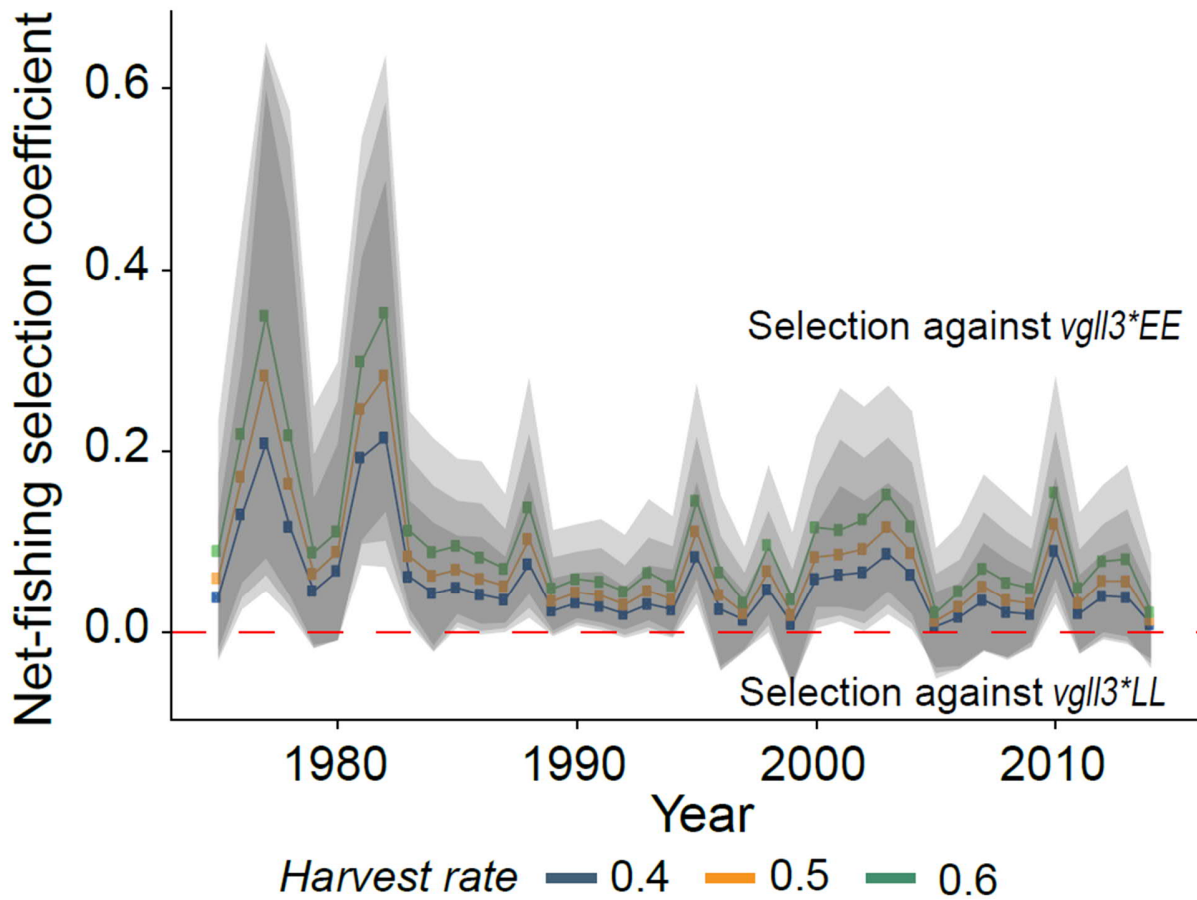 Net-fishing selection coefficient
0.6
0.4
0.2
0.0
Selection against vgll3*EE
Selection against vgll3*LL
1980 1990 2000 2010
Year
Harvest rate 0.4 0.5 0.6